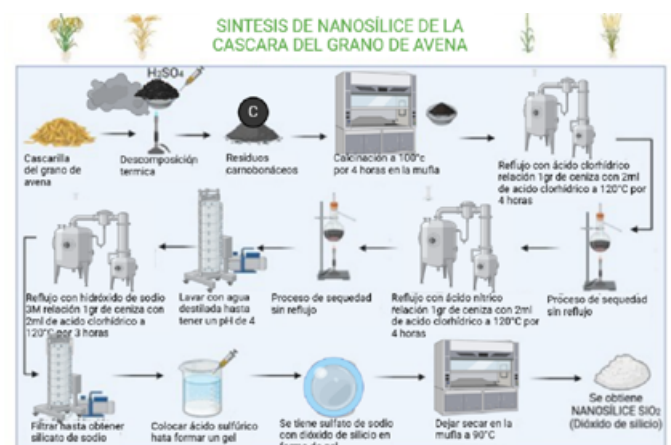 SINTESIS DE NANOSÍLICE DE LA
CASCARA DEL GRANO DE AVENA
H₂SO₄
C
Cascarilla
del grano de
avena
Descomposición
termica
Residuos
carnobonáceos
Calcinación a 100°c
por 4 horas en la mufla
Reflujo con ácido clorhídrico
relación 1gr de ceniza con 2ml
de acido clorhídrico a 120°C por
4 horas
Reflujo con hidróxido de sodio
3M relación 1gr de ceniza con
2ml de acido clorhídrico a
120°C por 3 horas
Lavar con agua
destilada hasta
tener un pH de 4
Proceso de sequedad
sin reflujo
Reflujo con ácido nítrico
relación 1gr de ceniza con 2ml
de acido clorhídrico a 120°C por
4 horas
Proceso de sequedad
sin reflujo
Filtrar hasta obtener
silicato de sodio
Colocar ácido sulfúrico
hata formar un gel
Se tiene sulfato de sodio
con dióxido de silicio en
forma de gel
Dejar secar en la
mufla a 90°C
Se obtiene
NANOSÍLICE SIO₂
(Dióxido de silicio)